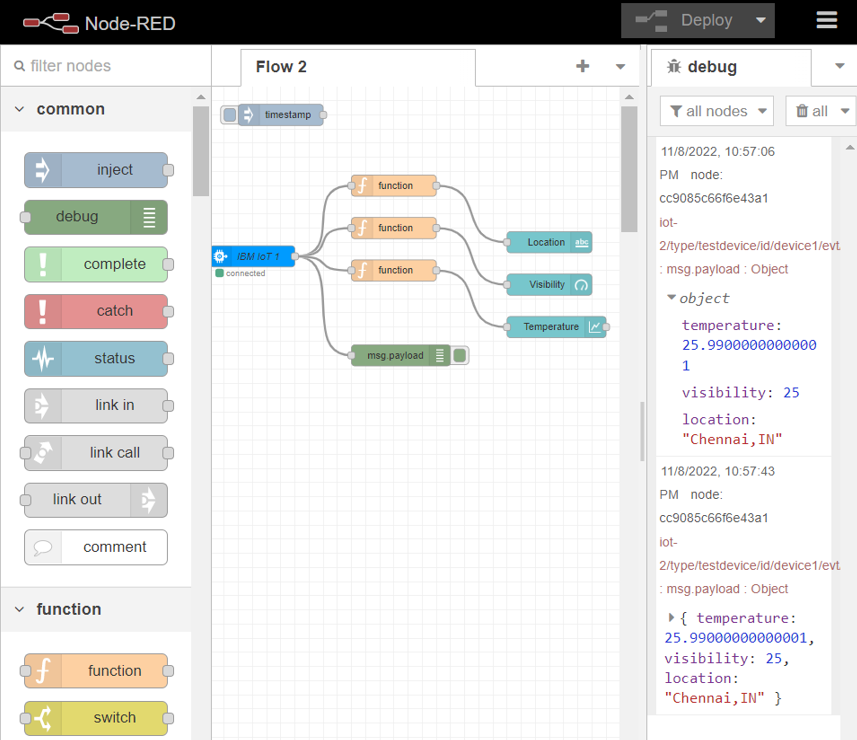 Node-RED
Deploy
filter nodes
Flow 2
debug
common
inject
debug
complete
catch
status
link in
link call
link out
comment
function
function
switch
timestamp
function
function
function
IBM IoT 1
connected
Location
abc
Visibility
Temperature
msg.payload
all nodes
all
11/8/2022, 10:57:06
PM node:
cc9085c66f6e43a1
iot-
2/type/testdevice/id/device1/evt
: msg.payload : Object
object
temperature:
25.9900000000000
1
visibility: 25
location:
"Chennai,IN"
11/8/2022, 10:57:43
PM node:
cc9085c66f6e43a1
iot-
2/type/testdevice/id/device1/evt
: msg.payload : Object
{ temperature:
25.99000000000001,
visibility: 25,
location:
"Chennai,IN" }